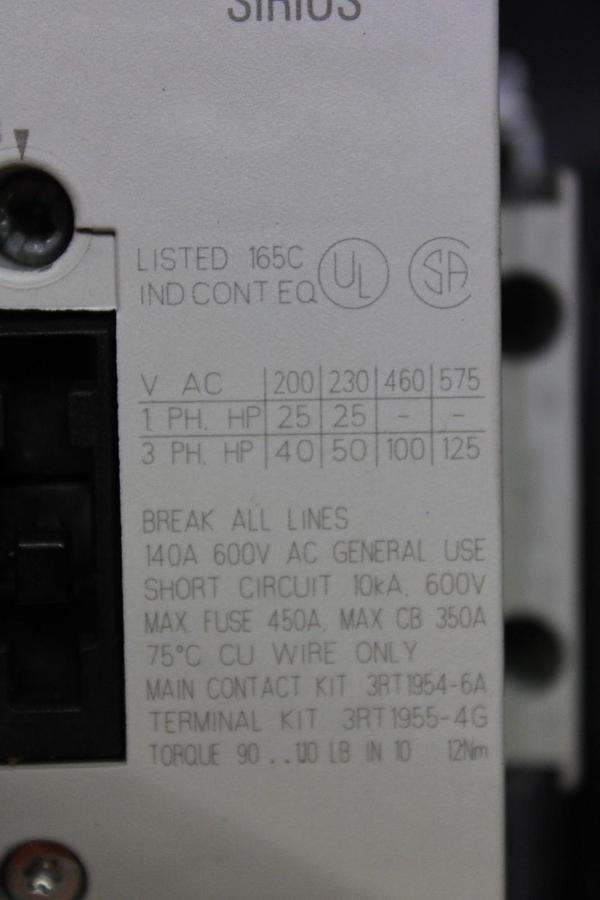 SIRIUS
LISTED 165C UL SA
IND CONT EQ
V AC 200 230 460 575
1 PH. HP 25 25 - -
3 PH. HP 40 50 100 125
BREAK ALL LINES
140A 600V AC GENERAL USE
SHORT CIRCUIT 10kA, 600V
MAX FUSE 450A, MAX CB 350A
75°C CU WIRE ONLY
MAIN CONTACT KIT 3RT1954-6A
TERMINAL KIT 3RT1955-4G
TORQUE 90 ..110 LB IN 10 12Nm